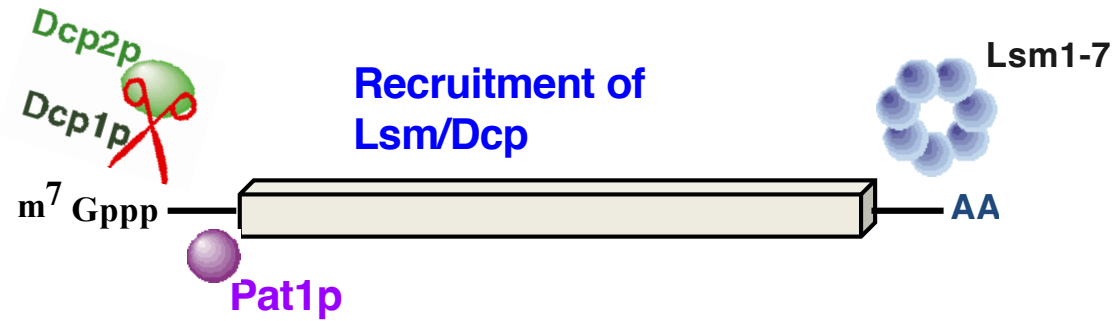 Dcp2p
Dcp1p
Recruitment of
Lsm/Dcp
Lsm1-7
m⁷ Gppp
AA
Pat1p